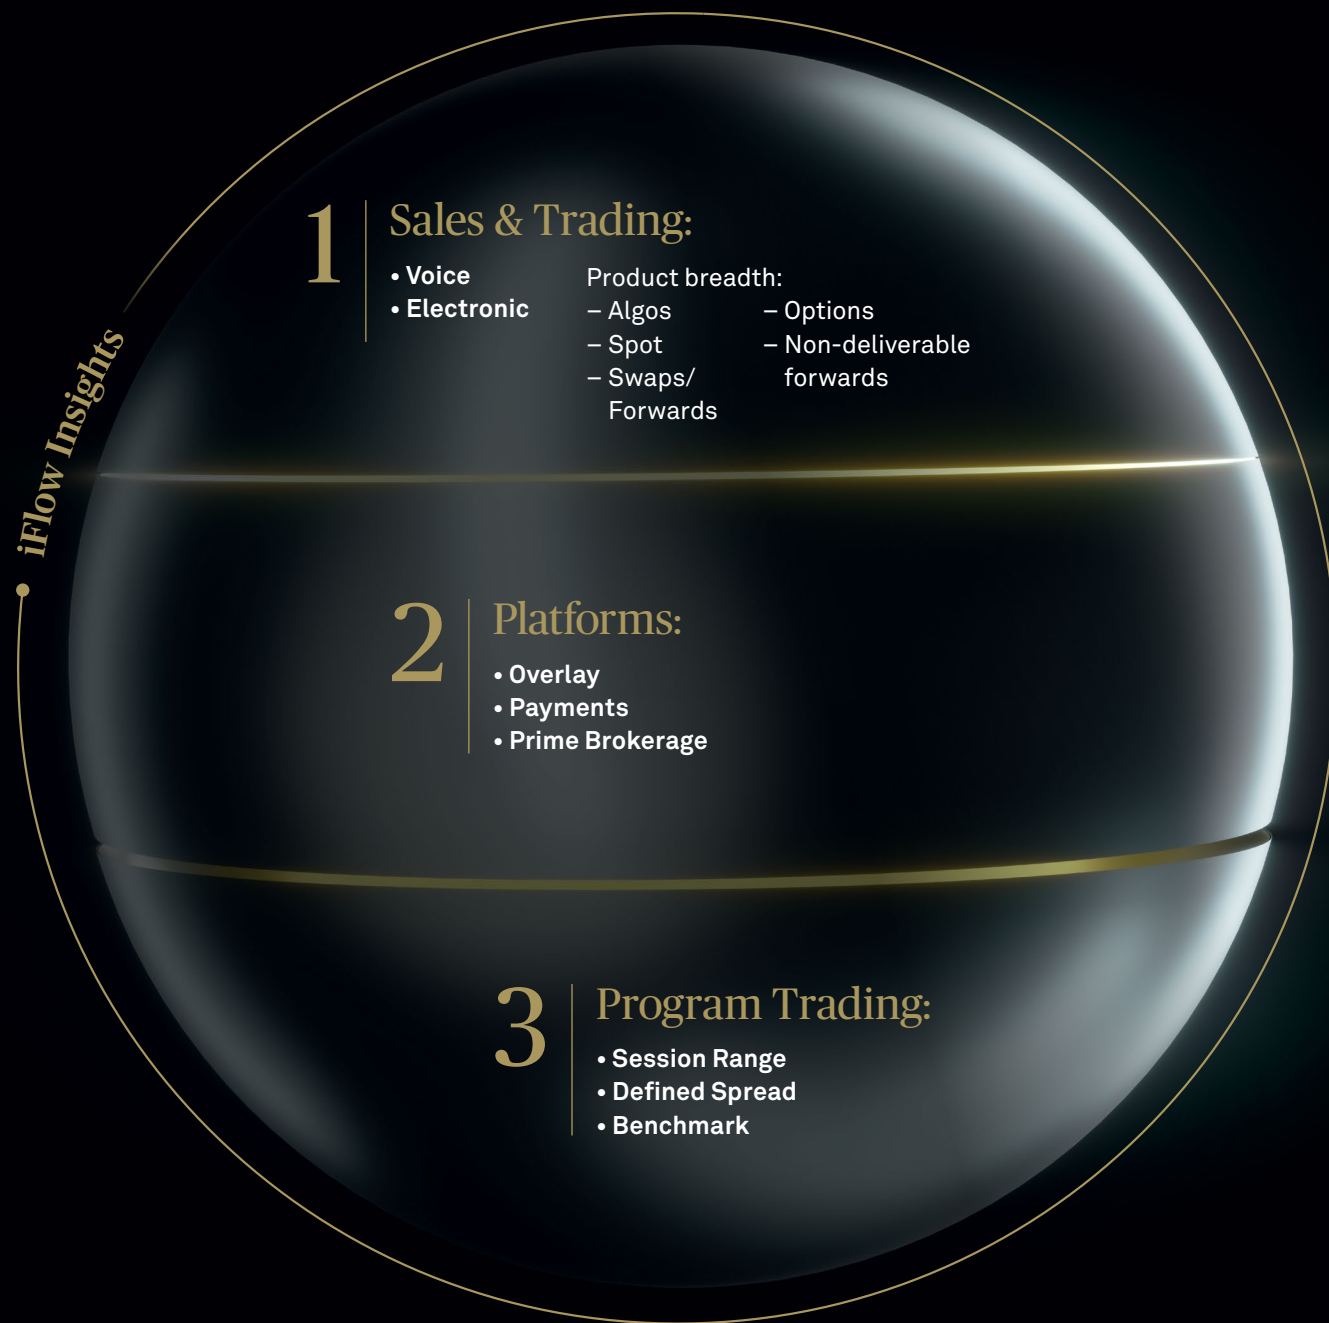 iFlow Insights
1
Sales & Trading:
• Voice
• Electronic
Product breadth:
– Algos
– Spot
– Swaps/
Forwards
– Options
– Non-deliverable
forwards
2
Platforms:
• Overlay
• Payments
• Prime Brokerage
3
Program Trading:
• Session Range
• Defined Spread
• Benchmark